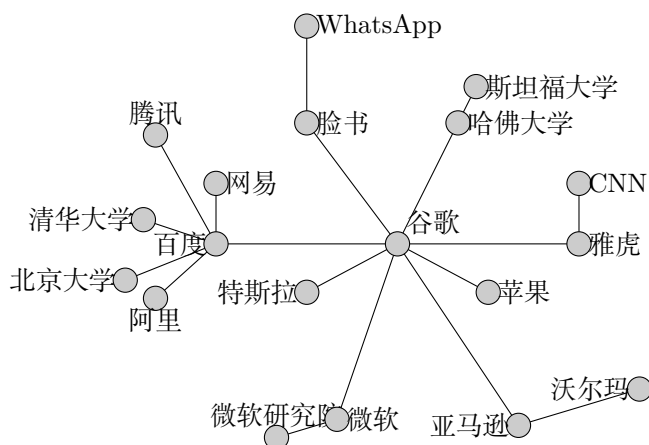 WhatsApp
斯坦福大学
腾讯
脸书
哈佛大学
网易
CNN
清华大学
谷歌
百度
雅虎
北京大学
特斯拉
苹果
阿里
沃尔玛
微软研究院
微软
亚马逊